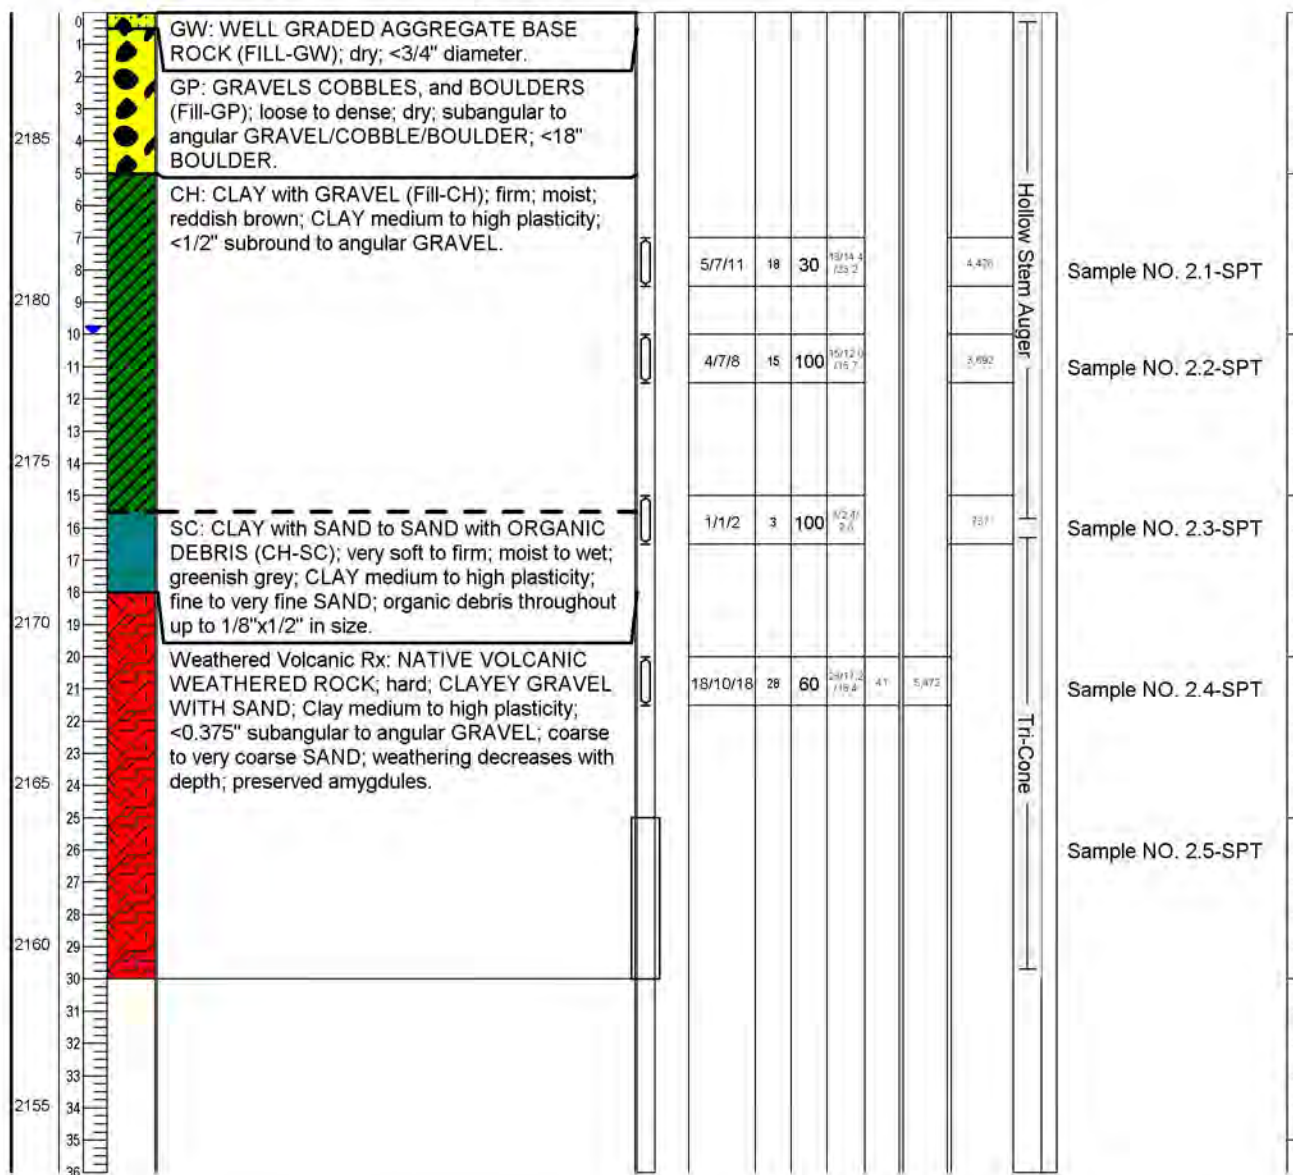 GW: WELL GRADED AGGREGATE BASE
ROCK (FILL-GW); dry; <3/4" diameter.
GP: GRAVELS COBBLES, and BOULDERS
(Fill-GP); loose to dense; dry; subangular to
angular GRAVEL/COBBLE/BOULDER; <18"
BOULDER.
CH: CLAY with GRAVEL (Fill-CH); firm; moist;
reddish brown; CLAY medium to high plasticity;
<1/2" subround to angular GRAVEL.
SC: CLAY with SAND to SAND with ORGANIC
DEBRIS (CH-SC); very soft to firm; moist to wet;
greenish grey; CLAY medium to high plasticity;
fine to very fine SAND; organic debris throughout
up to 1/8"x1/2" in size.
Weathered Volcanic Rx: NATIVE VOLCANIC
WEATHERED ROCK; hard; CLAYEY GRAVEL
WITH SAND; Clay medium to high plasticity;
<0.375" subangular to angular GRAVEL; coarse
to very coarse SAND; weathering decreases with
depth; preserved amygdules.
2185
2180
2175
2170
2165
2160
2155
0
1
2
3
4
5
6
7
8
9
10
11
12
13
14
15
16
17
18
19
20
21
22
23
24
25
26
27
28
29
30
31
32
33
34
35
36
5/7/11 18 30
4/7/8 15 100
1/1/2 3 100
18/10/18 28 60 41 5,472
Hollow Stem Auger
Tri-Cone
Sample NO. 2.1-SPT
Sample NO. 2.2-SPT
Sample NO. 2.3-SPT
Sample NO. 2.4-SPT
Sample NO. 2.5-SPT